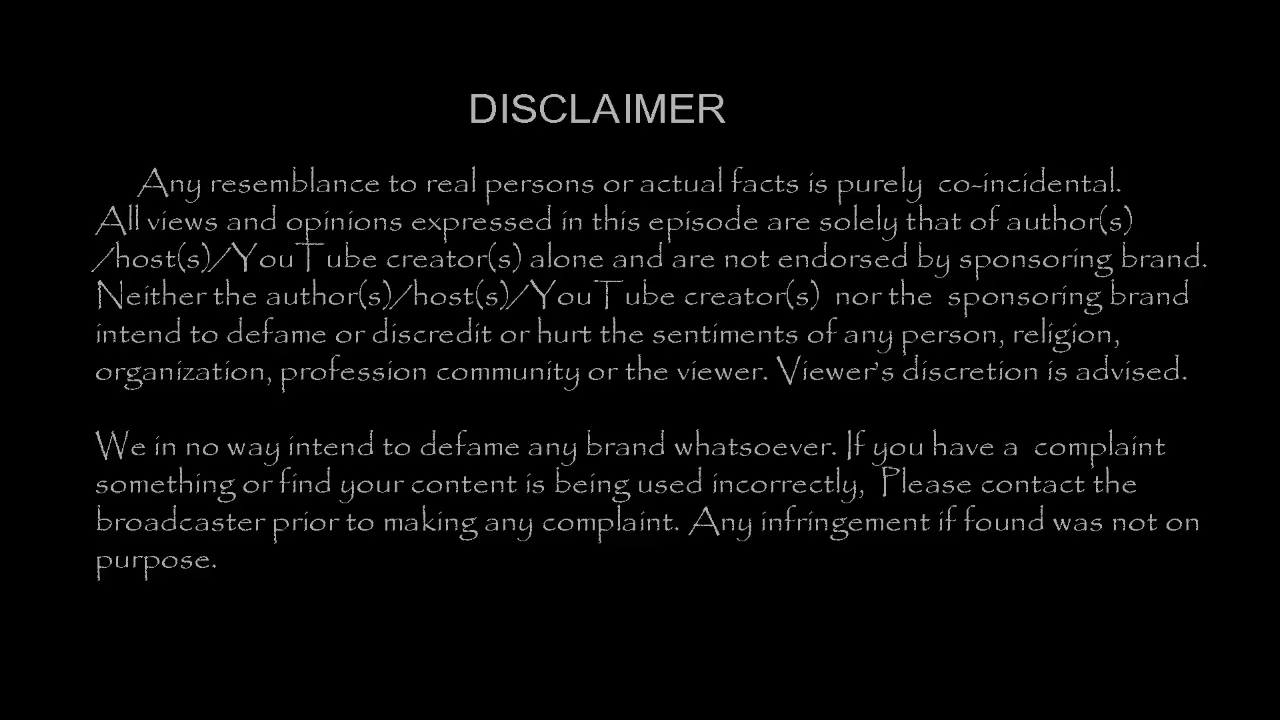 DISCLAIMER
Any resemblance to real persons or actual facts is purely co-incidental.
All views and opinions expressed in this episode are solely that of author(s)
/host(s)/YouTube creator(s) alone and are not endorsed by sponsoring brand.
Neither the author(s)/host(s)/YouTube creator(s) nor the sponsoring brand
intend to defame or discredit or hurt the sentiments of any person, religion,
organization, profession community or the viewer. Viewer's discretion is advised.
We in no way intend to defame any brand whatsoever. If you have a complaint
something or find your content is being used incorrectly, Please contact the
broadcaster prior to making any complaint. Any infringement if found was not on
purpose.